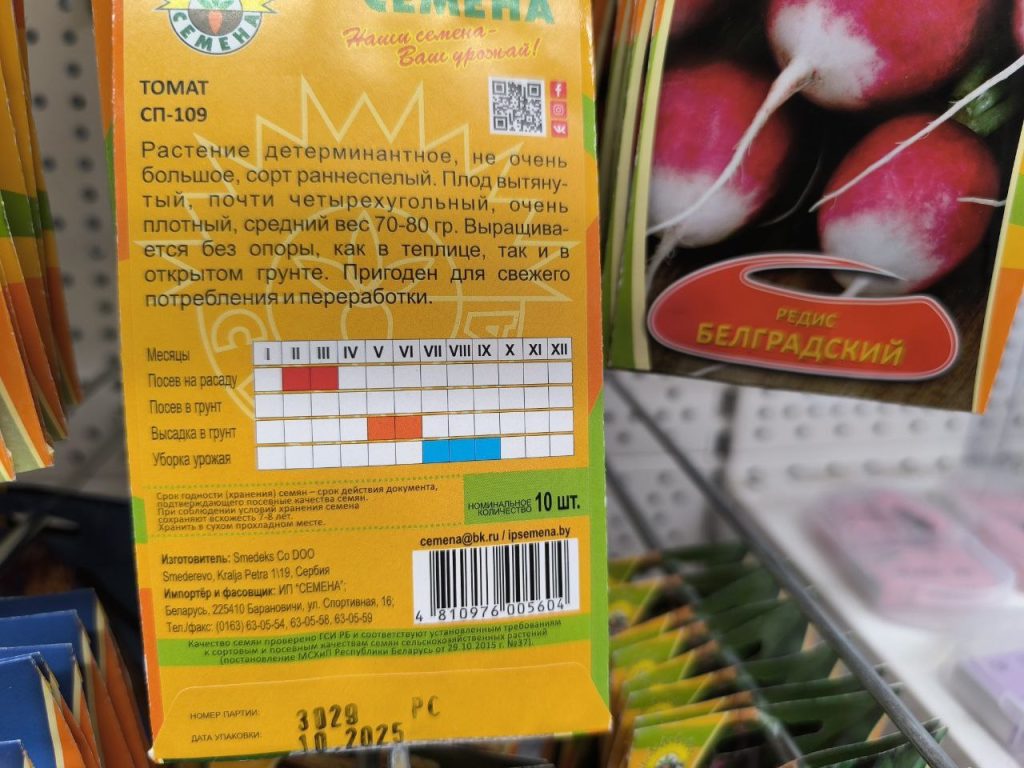 СЕМЕНА
СЕМЕНА
Наши семена-
Ваш урожай!
ТОМАТ
СП-109
Растение детерминантное, не очень
большое, сорт раннеспелый. Плод вытяну-
тый, почти четырехугольный, очень
плотный, средний вес 70-80 гр. Выращива-
ется без опоры, как в теплице, так и в
открытом грунте. Пригоден для свежего
потребления и переработки.
Месяцы I II III IV V VI VII VIII IX X XI XII
Посев на расаду
Посев в грунт
Высадка в грунт
Уборка урожая
Срок годности (хранения) семян – срок действия документа,
подтверждающего посевные качества семян.
При соблюдении условий хранения семена
сохраняют всхожесть 7-8 лет.
Хранить в сухом прохладном месте.
НОМИНАЛЬНОЕ
КОЛИЧЕСТВО 10 шт.
cemena@bk.ru / ipsemena.by
Изготовитель: Smedeks Co DOO
Smederevo, Kralja Petra 1\19, Сербия
Импортёр и фасовщик: ИП "СЕМЕНА";
Беларусь, 225410 Барановичи, ул. Спортивная, 16;
Тел./факс: (0163) 63-05-54, 63-05-58, 63-05-59
4 810976 005604
Качество семян проверено ГСИ РБ и соответствуют установленным требованиям
к сортовым и посевным качествам семян сельскохозяйственных растений
(постановление МСХиП Республики Беларусь от 29.10.2015 г. №37).
НОМЕР ПАРТИИ: 3029 РС
ДАТА УПАКОВКИ: 10.2025
РЕДИС
БЕЛГРАДСКИЙ